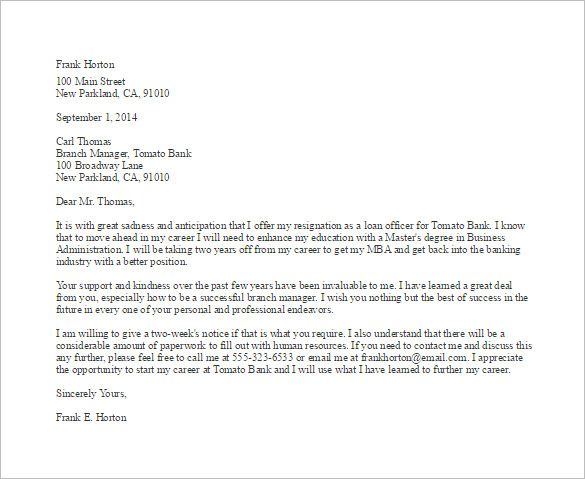 Frank Horton
100 Main Street
New Parkland, CA, 91010
September 1, 2014
Carl Thomas
Branch Manager, Tomato Bank
100 Broadway Lane
New Parkland, CA, 91010
Dear Mr. Thomas,
It is with great sadness and anticipation that I offer my resignation as a loan officer for Tomato Bank. I know
that to move ahead in my career I will need to enhance my education with a Master's degree in Business
Administration. I will be taking two years off from my career to get my MBA and get back into the banking
industry with a better position.
Your support and kindness over the past few years have been invaluable to me. I have learned a great deal
from you, especially how to be a successful branch manager. I wish you nothing but the best of success in the
future in every one of your personal and professional endeavors.
I am willing to give a two-week's notice if that is what you require. I also understand that there will be a
considerable amount of paperwork to fill out with human resources. If you need to contact me and discuss this
any further, please feel free to call me at 555-323-6533 or email me at frankhorton@email.com. I appreciate
the opportunity to start my career at Tomato Bank and I will use what I have learned to further my career.
Sincerely Yours,
Frank E. Horton